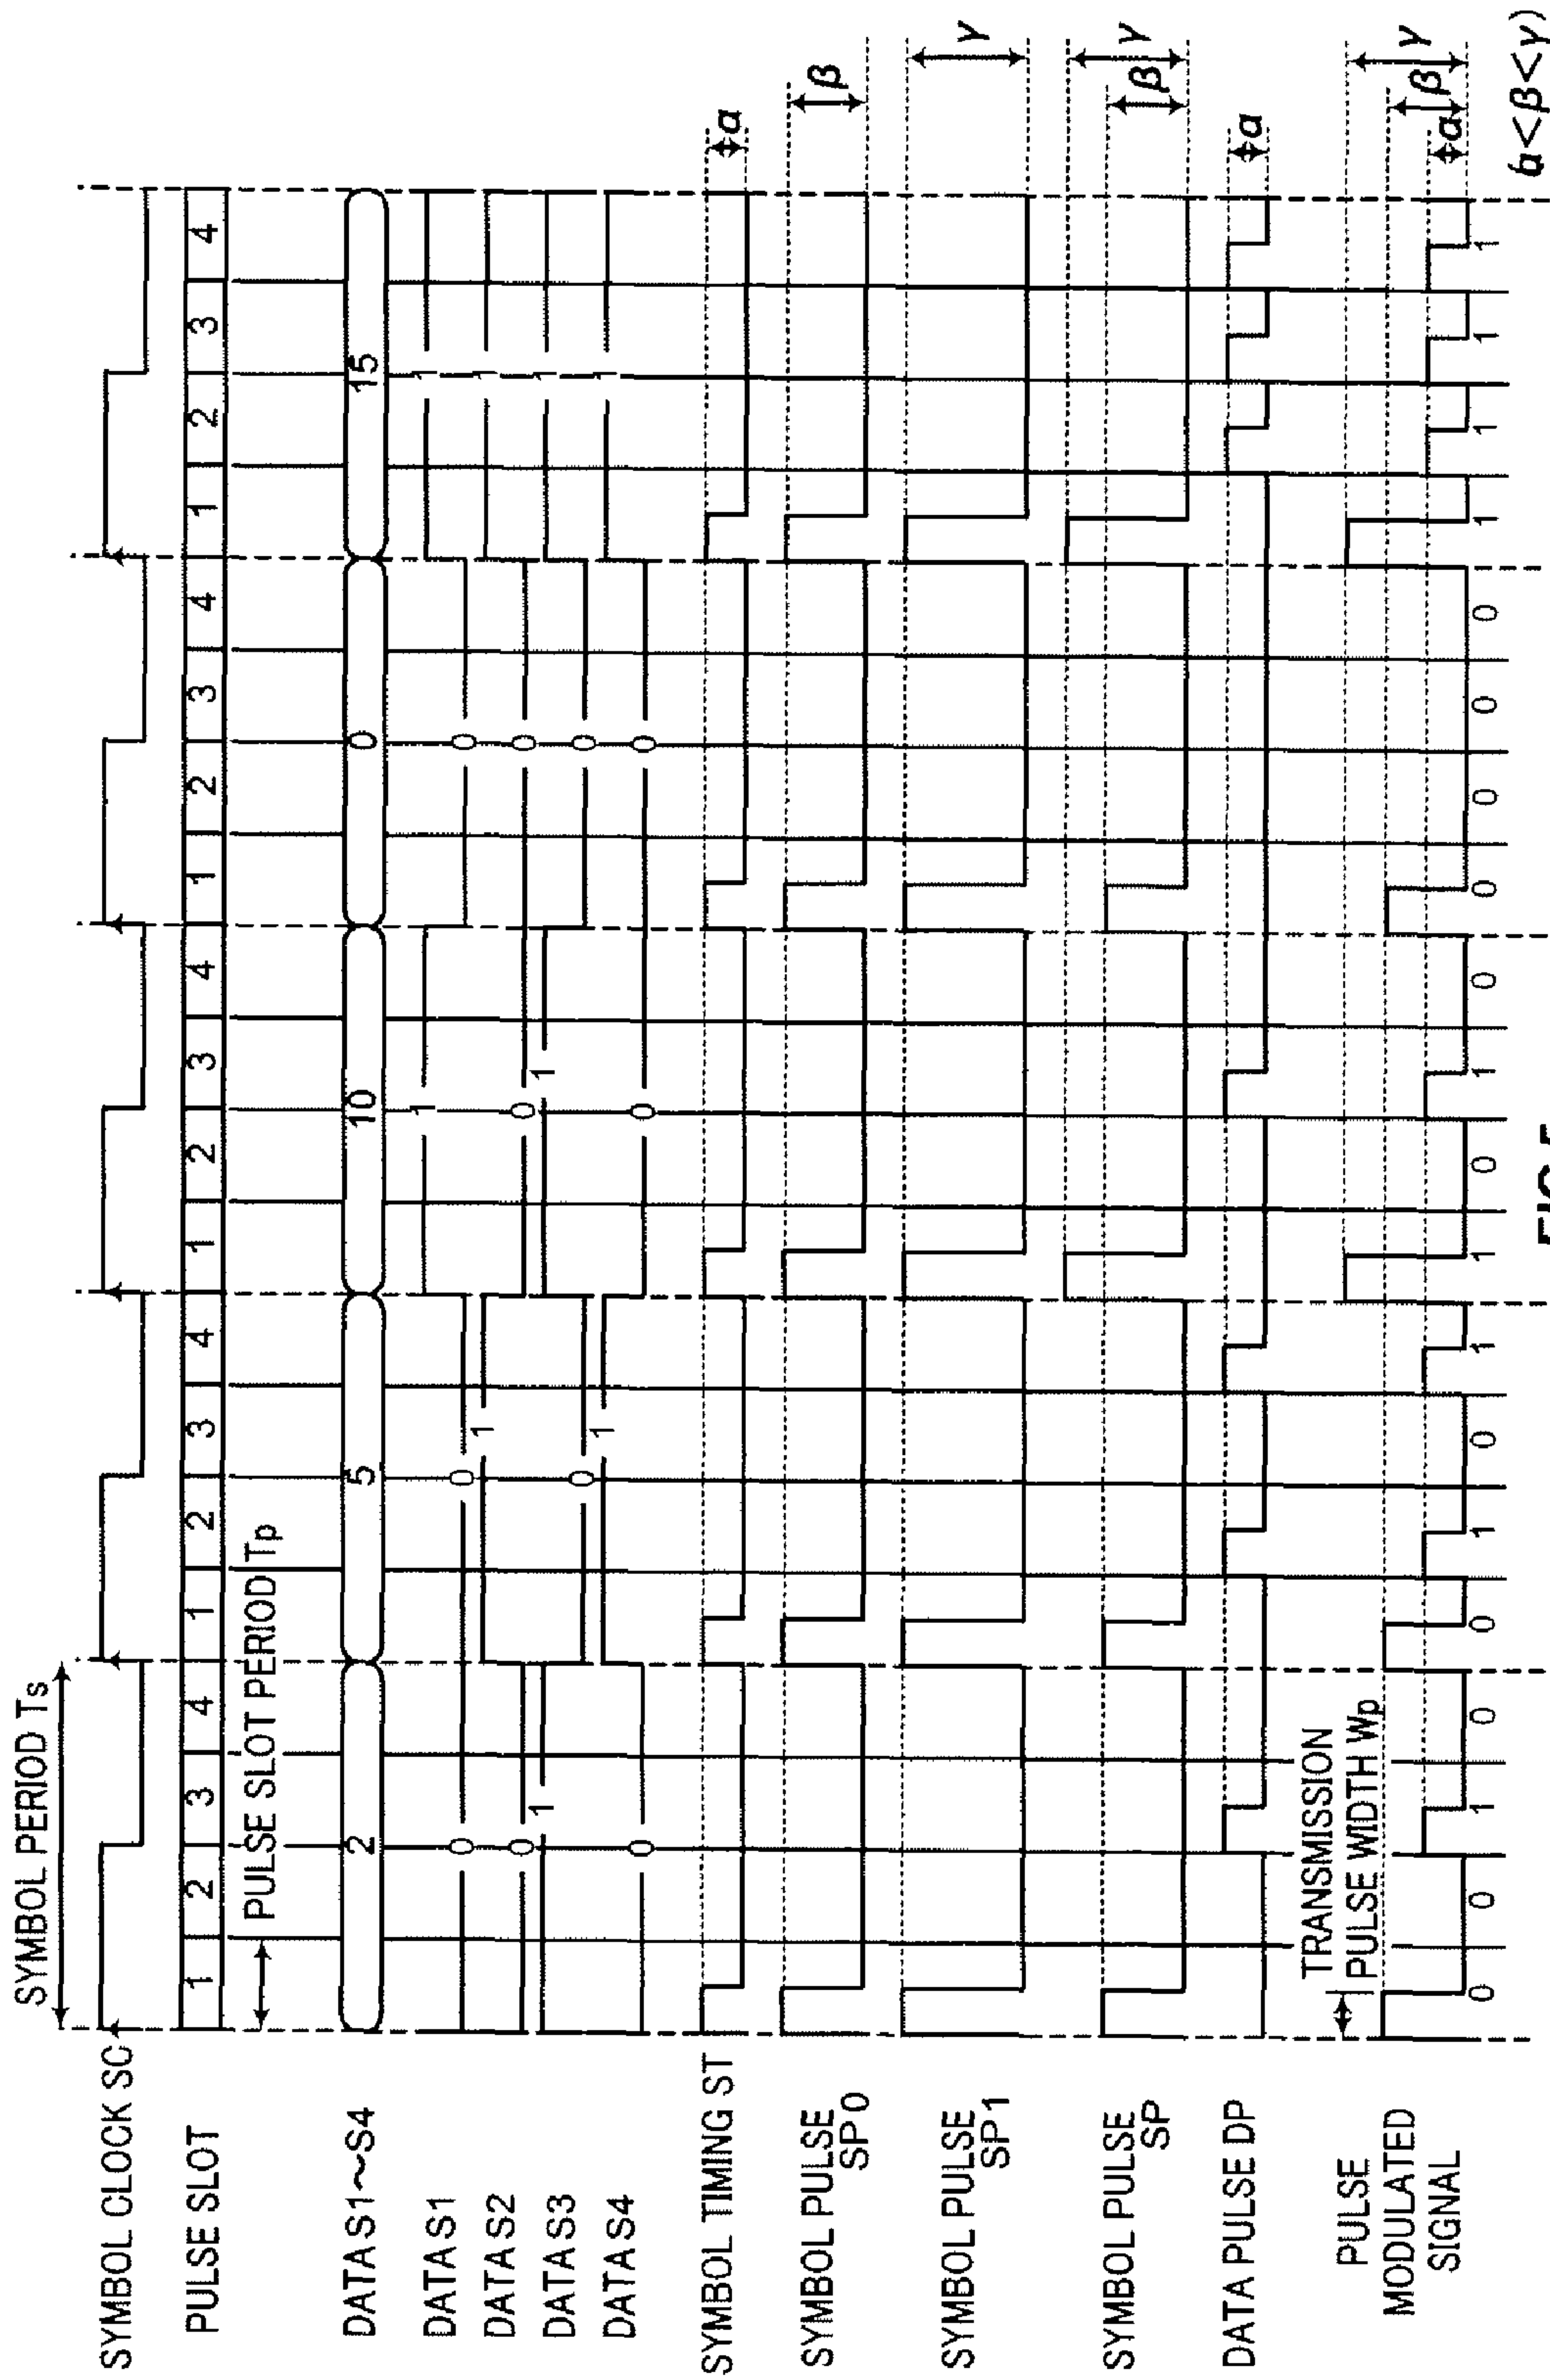 SYMBOL PERIOD Ts
SYMBOL CLOCK SC
PULSE SLOT 1 2 3 4 1 2 3 4 1 2 3 4 1 2 3 4 1 2 3 4
PULSE SLOT PERIOD Tp
DATA S1~S4 2 5 10 0 15
DATA S1 0 0 1 0 1
DATA S2 0 1 0 0 1
DATA S3 1 0 1 0 1
DATA S4 0 1 0 0 1
SYMBOL TIMING ST a
SYMBOL PULSE
SP0 β
SYMBOL PULSE
SP1 γ
SYMBOL PULSE
SP β γ
DATA PULSE DP a
TRANSMISSION
PULSE WIDTH Wp
PULSE
MODULATED
SIGNAL a β γ
0 0 1 0 0 1 0 1 1 0 1 0 0 0 0 0 1 1 1 1
(a<β<γ)